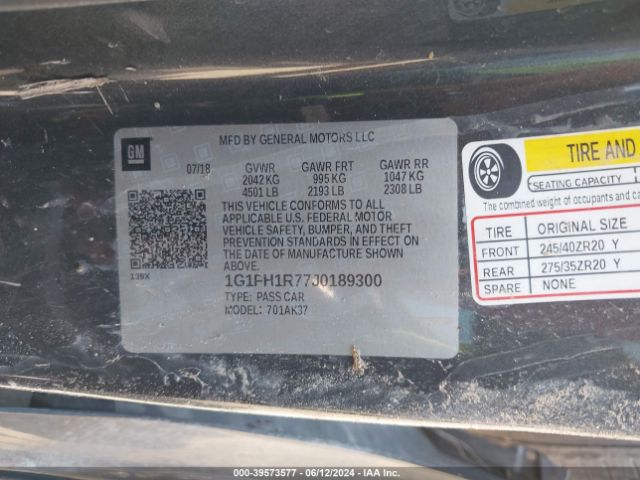 GM
MFD BY GENERAL MOTORS LLC
07/18 GVWR GAWR FRT GAWR RR
2042 KG 995 KG 1047 KG
4501 LB 2193 LB 2308 LB
THIS VEHICLE CONFORMS TO ALL
APPLICABLE U.S. FEDERAL MOTOR
VEHICLE SAFETY, BUMPER, AND THEFT
PREVENTION STANDARDS IN EFFECT ON
THE DATE OF MANUFACTURE SHOWN
ABOVE.
139X
1G1FH1R77J0189300
TYPE: PASS CAR
MODEL: 701AK37
TIRE AND
SEATING CAPACITY
The combined weight of occupants and ca
TIRE ORIGINAL SIZE
FRONT 245/40ZR20 Y
REAR 275/35ZR20 Y
SPARE NONE
000-39573577 - 06/12/2024 - IAA Inc.